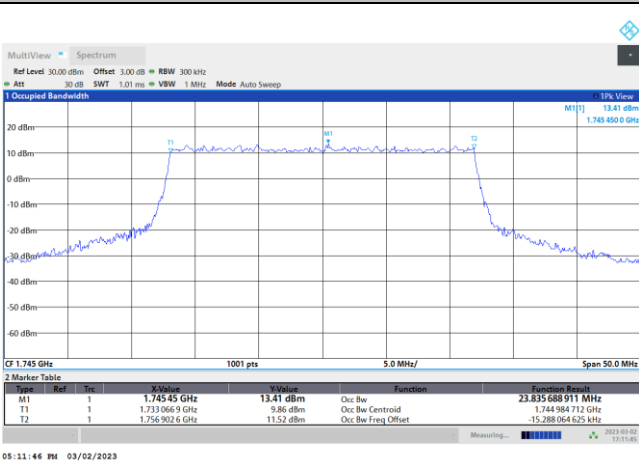 MultiView Spectrum
Ref Level 30.00 dBm Offset 3.00 dB RBW 300 kHz
Att 30 dB SWT 1.01 ms VBW 1 MHz Mode Auto Sweep
1 Occupied Bandwidth 1Pk View
M1[1] 13.41 dBm
1.745 450 0 GHz
20 dBm
T1 M1 T2
10 dBm
0 dBm
-10 dBm
-20 dBm
-30 dBm
-40 dBm
-50 dBm
-60 dBm
CF 1.745 GHz 1001 pts 5.0 MHz/ Span 50.0 MHz
2 Marker Table
Type Ref Trc X-Value Y-Value Function Function Result
M1 1 1.745 45 GHz 13.41 dBm Occ Bw 23.835 688 911 MHz
T1 1 1.733 066 9 GHz 9.86 dBm Occ Bw Centroid 1.744 984 712 GHz
T2 1 1.756 902 6 GHz 11.52 dBm Occ Bw Freq Offset -15.288 064 625 kHz
Measuring... 2023-03-02
17:11:45
05:11:46 PM 03/02/2023